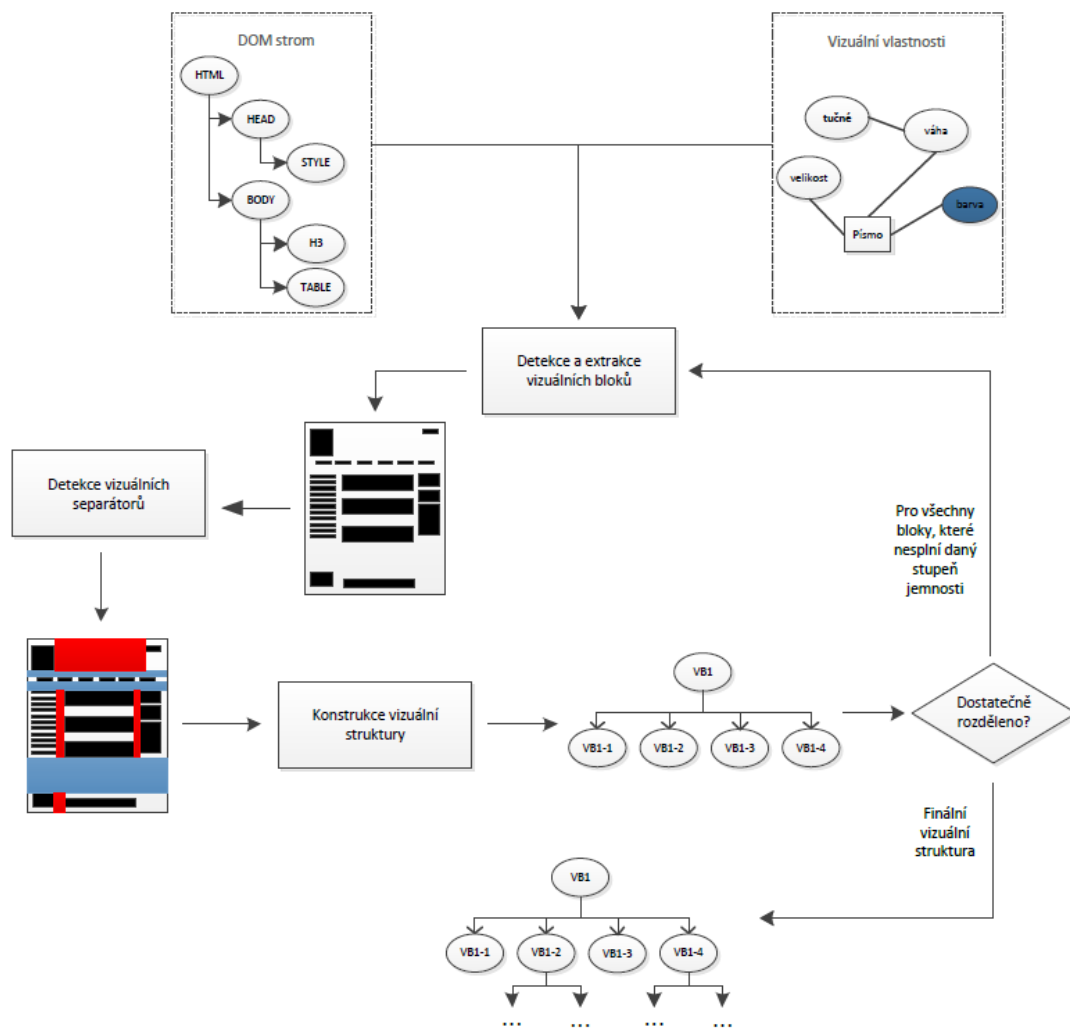 DOM strom
HTML
HEAD
STYLE
BODY
H3
TABLE
Vizuální vlastnosti
tučné
váha
velikost
barva
Písmo
Detekce a extrakce
vizuálních bloků
Detekce vizuálních
separátorů
Pro všechny
bloky, které
nesplní daný
stupeň
jemnosti
Konstrukce vizuální
struktury
VB1
VB1-1
VB1-2
VB1-3
VB1-4
Dostatečně
rozděleno?
Finální
vizuální
struktura
VB1
VB1-1
VB1-2
VB1-3
VB1-4
...
...
...
...